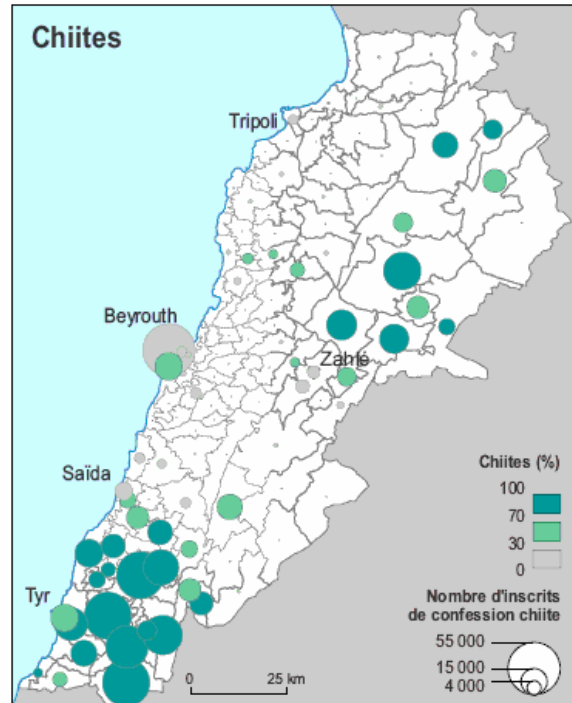 Chiites
Tripoli
Beyrouth
Zahlé
Saïda
Tyr
Chiites (%)
100
70
30
0
Nombre d'inscrits
de confession chiite
55 000
15 000
4 000
0 25 km